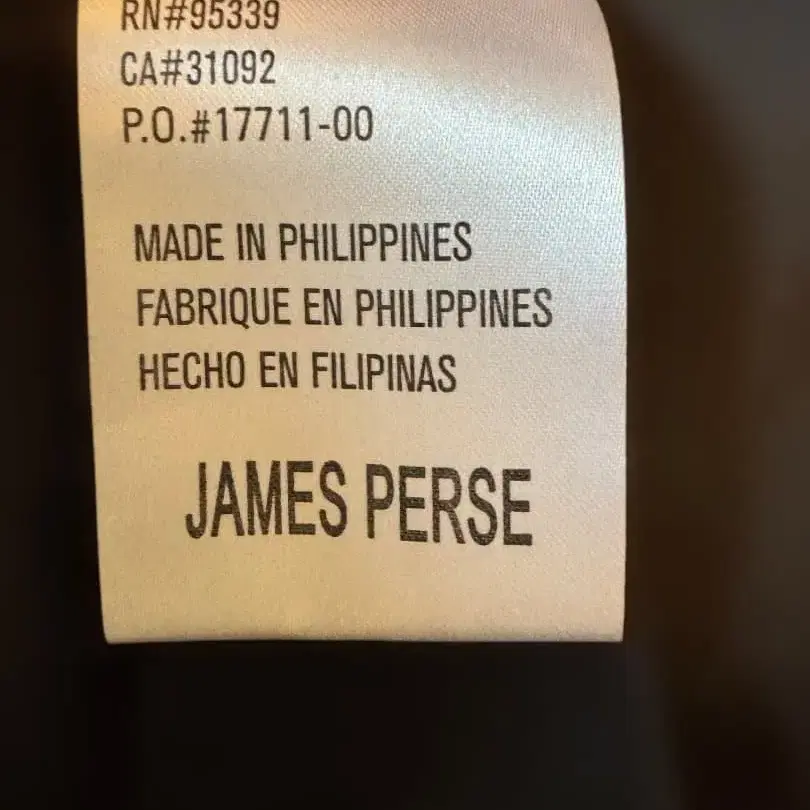 RN#95339
CA#31092
P.O.#17711-00
MADE IN PHILIPPINES
FABRIQUE EN PHILIPPINES
HECHO EN FILIPINAS
JAMES PERSE